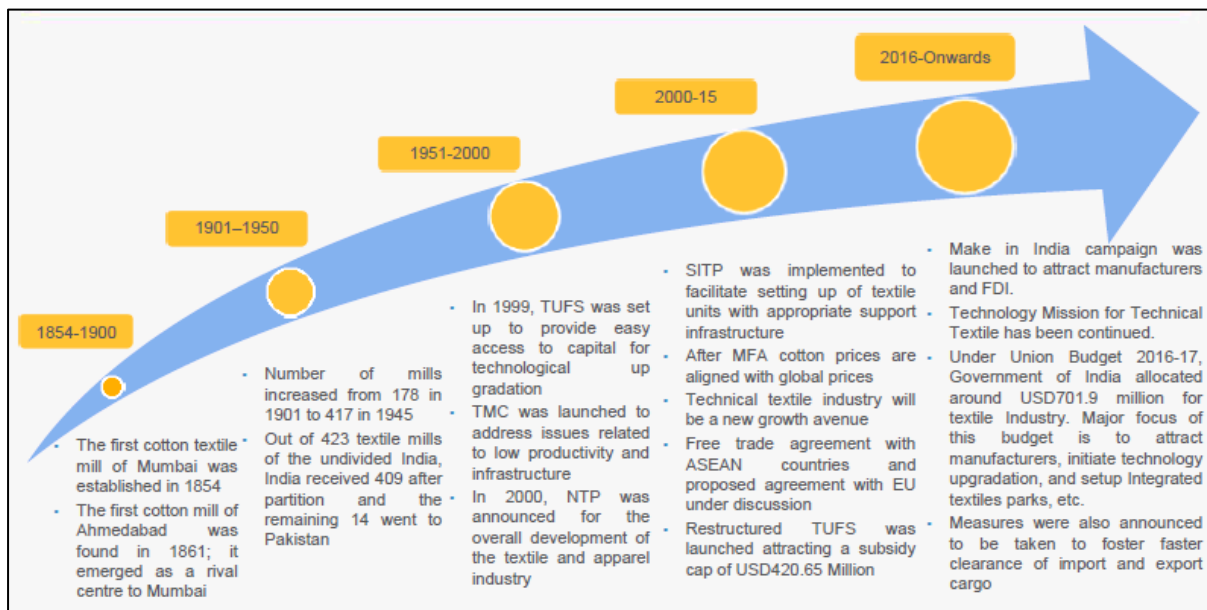 1854-1900
The first cotton textile
mill of Mumbai was
established in 1854
The first cotton mill of
Ahmedabad was
found in 1861; it
emerged as a rival
centre to Mumbai
1901–1950
Number of mills
increased from 178 in
1901 to 417 in 1945
Out of 423 textile mills
of the undivided India,
India received 409 after
partition and the
remaining 14 went to
Pakistan
1951-2000
In 1999, TUFS was set
up to provide easy
access to capital for
technological up
gradation
TMC was launched to
address issues related
to low productivity and
infrastructure
In 2000, NTP was
announced for the
overall development of
the textile and apparel
industry
2000-15
SITP was implemented to
facilitate setting up of textile
units with appropriate support
infrastructure
After MFA cotton prices are
aligned with global prices
Technical textile industry will
be a new growth avenue
Free trade agreement with
ASEAN countries and
proposed agreement with EU
under discussion
Restructured TUFS was
launched attracting a subsidy
cap of USD420.65 Million
2016-Onwards
Make in India campaign was
launched to attract manufacturers
and FDI.
Technology Mission for Technical
Textile has been continued.
Under Union Budget 2016-17,
Government of India allocated
around USD701.9 million for
textile Industry. Major focus of
this budget is to attract
manufacturers, initiate technology
upgradation, and setup Integrated
textiles parks, etc.
Measures were also announced
to be taken to foster faster
clearance of import and export
cargo